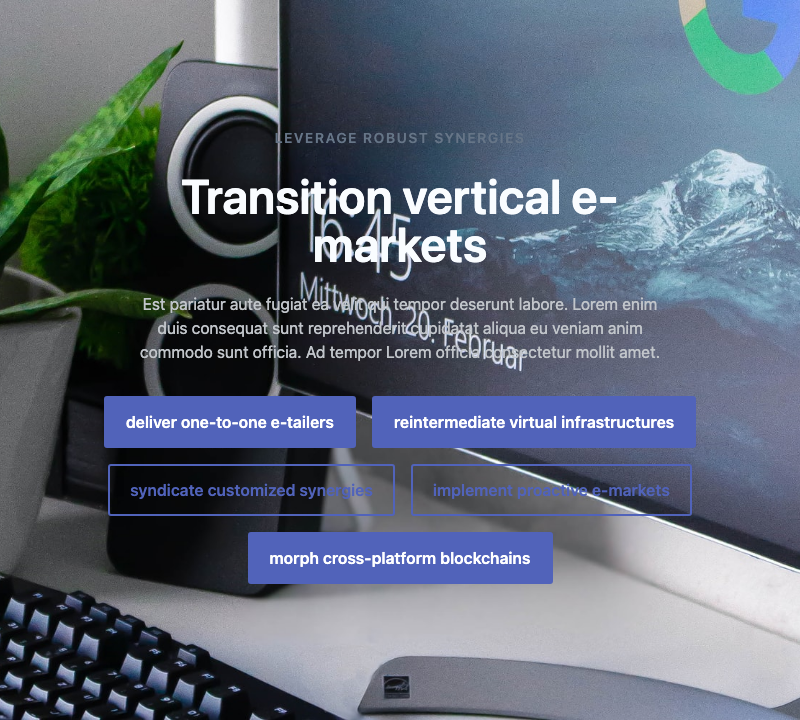 LEVERAGE ROBUST SYNERGIES
Transition vertical e-
markets
16:45
Mittwoch, 20. Februar
Est pariatur aute fugiat ea velit qui tempor deserunt labore. Lorem enim
duis consequat sunt reprehenderit cupidatat aliqua eu veniam anim
commodo sunt officia. Ad tempor Lorem officia consectetur mollit amet.
deliver one-to-one e-tailers
reintermediate virtual infrastructures
syndicate customized synergies
implement proactive e-markets
morph cross-platform blockchains